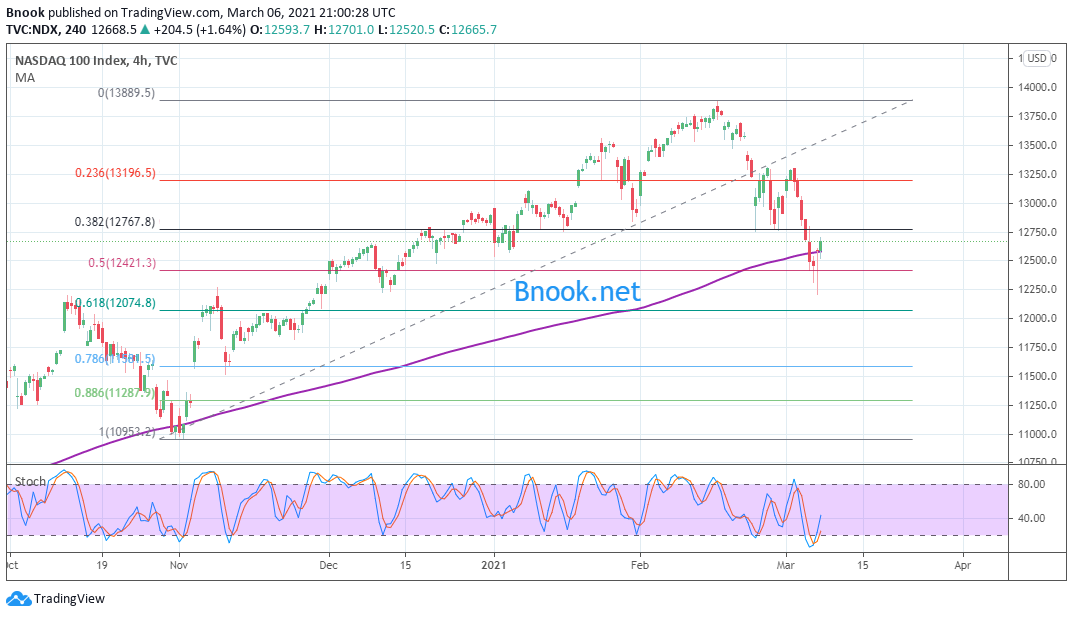 Bnook published on TradingView.com, March 06, 2021 21:00:28 UTC
TVC:NDX, 240 12668.5 ▲ +204.5 (+1.64%) O:12593.7 H:12701.0 L:12520.5 C:12665.7
NASDAQ 100 Index, 4h, TVC
MA
USD
0(13889.5)
14000.0
13750.0
13500.0
0.236(13196.5)
13250.0
13000.0
0.382(12767.8)
12750.0
0.5(12421.3)
12500.0
Bnook.net
12250.0
0.618(12074.8)
12000.0
11750.0
11500.0
0.886(11287.9)
11250.0
1(10953.2)
11000.0
10750.0
Stoch
80.00
40.00
Oct 19 Nov Dec 15 2021 Feb Mar 15 Apr
TradingView